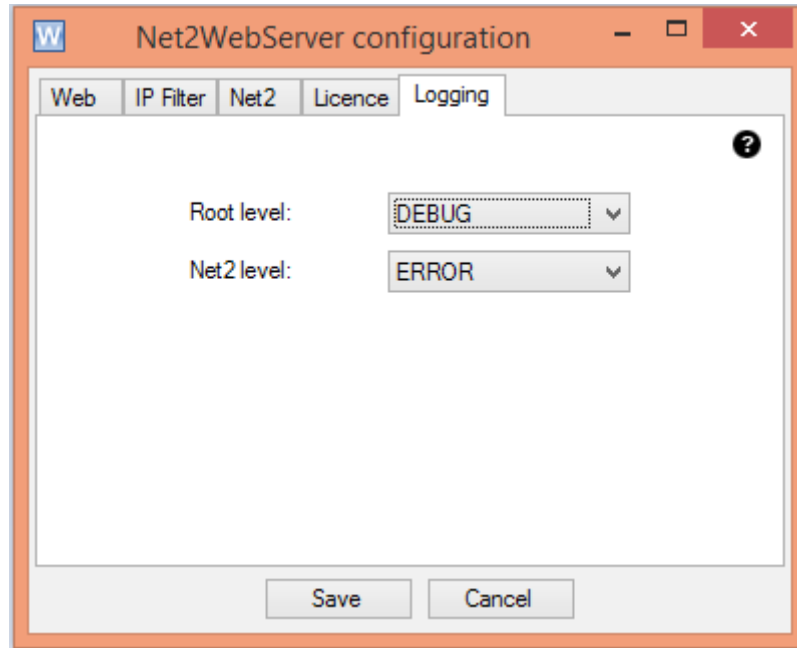 W Net2WebServer configuration
Web IP Filter Net2 Licence Logging
?
Root level: DEBUG
Net2 level: ERROR
Save Cancel